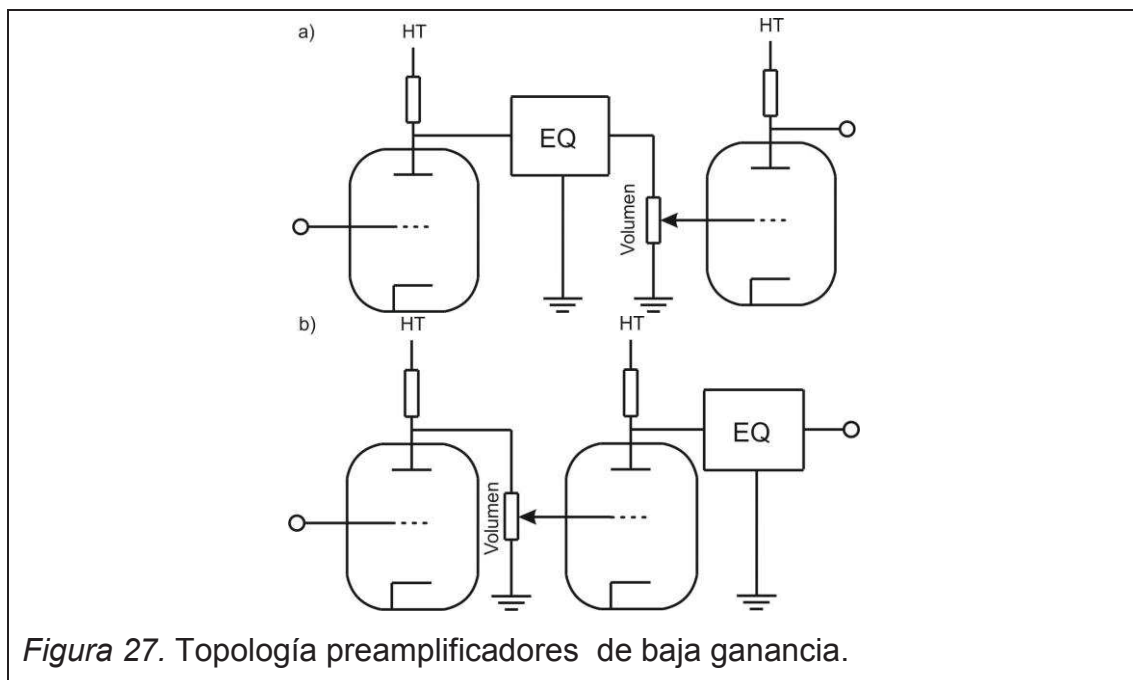 a)
HT
HT
EQ
Volumen
b)
HT
HT
EQ
Volumen
Figura 27. Topología preamplificadores de baja ganancia.